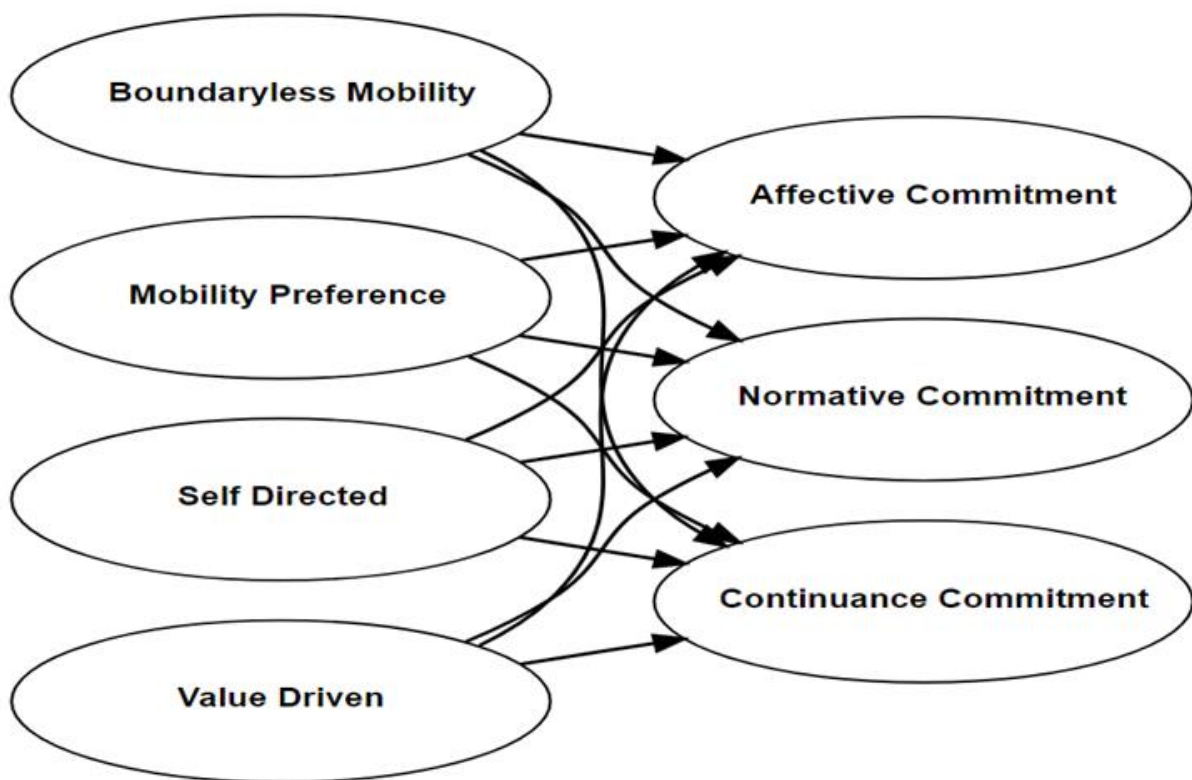 Boundaryless Mobility
Mobility Preference
Self Directed
Value Driven
Affective Commitment
Normative Commitment
Continuance Commitment